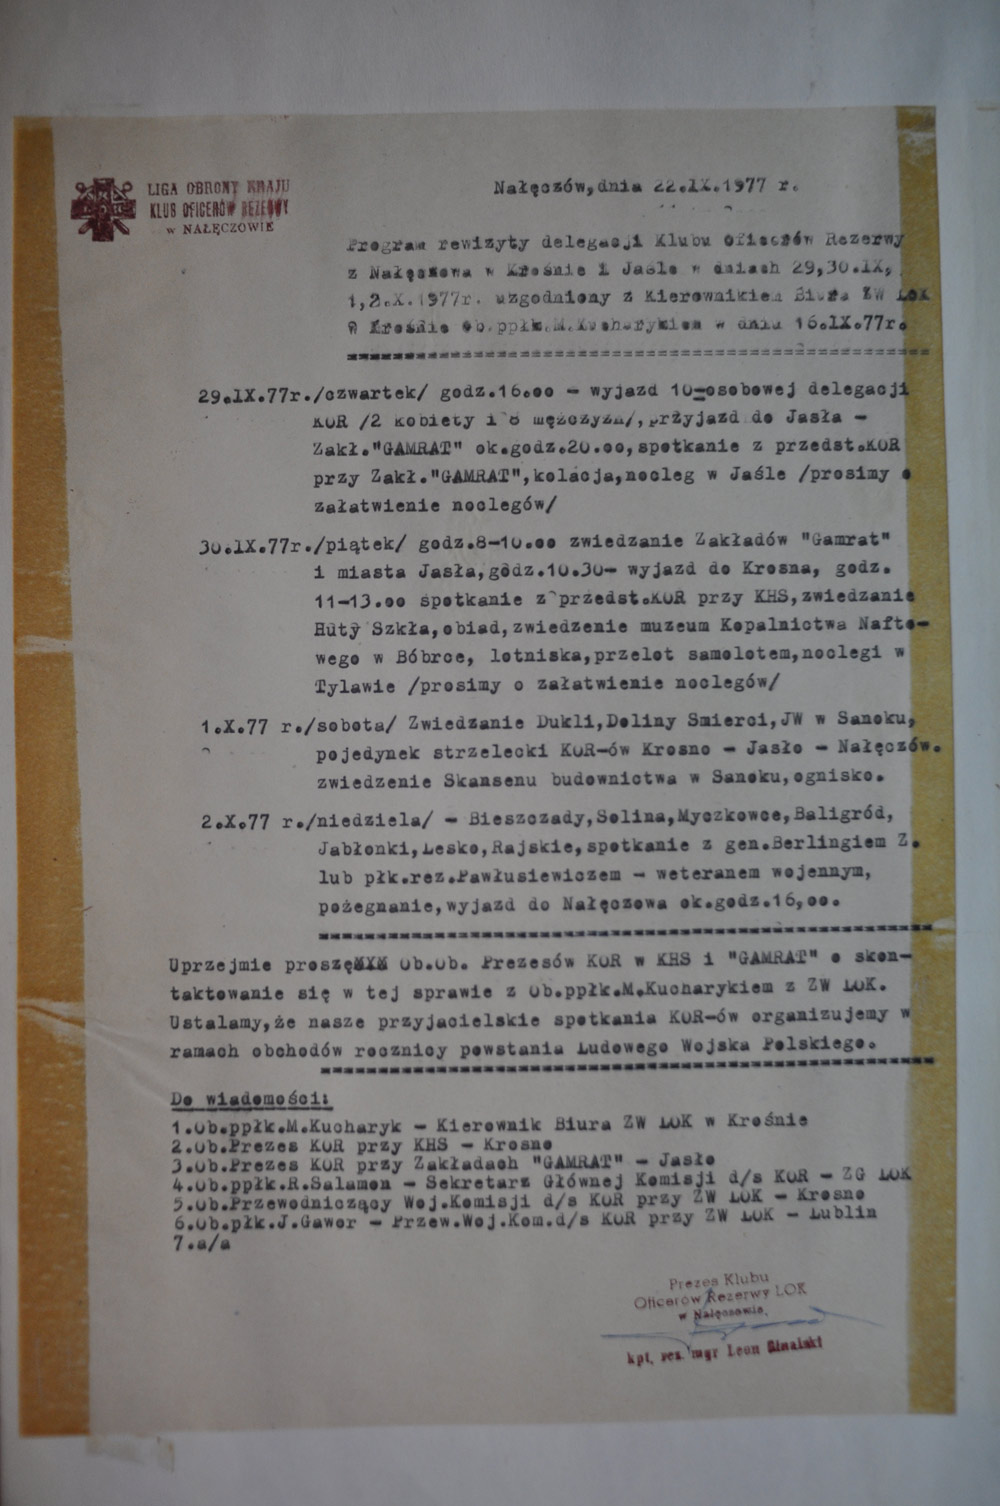 LIGA OBRONY KRAJU
KLUB OFICERÓW REZERWY
w NAŁĘCZOWIE
Nałęczów,dnia 22.IX.1977 r.
Program rewizyty delegacji Klubu Oficerów Rezerwy
z Nałęczowa w Krośnie i Jaśle w dniach 29,30.IX,
1,2.X.1977r. uzgodniony z Kierownikiem Biura ZW LOK
w Krośnie ob.ppłk.M.Kucharykiem w dniu 16.IX.77r.
29.IX.77r./czwartek/ godz.16.oo - wyjazd 10-osobowej delegacji
KOR /2 kobiety i 8 mężczyzn/,przyjazd do Jasła -
Zakł."GAMRAT" ok.godz.20.oo,spotkanie z przedst.KOR
przy Zakł."GAMRAT",kolacja,nocleg w Jaśle /prosimy o
załatwienie noclegów/
30.IX.77r./piątek/ godz.8-10.oo zwiedzanie Zakładów "Gamrat"
i miasta Jasła,godz.10.30- wyjazd do Krosna, godz.
11-13.oo spotkanie z przedst.KOR przy KHS,zwiedzanie
Huty Szkła,obiad,zwiedzenie muzeum Kopalnictwa Nafto-
wego w Bóbrce, lotniska,przelot samolotem,noclegi w
Tylawie /prosimy o załatwienie noclegów/
1.X.77 r./sobota/ Zwiedzanie Dukli,Doliny Smierci,JW w Sanoku,
pojedynek strzelecki KOR-ów Krosno - Jasło - Nałęczów.
zwiedzenie Skansenu budownictwa w Sanoku,ognisko.
2.X.77 r./niedziela/ - Bieszczady,Solina,Myczkowce,Baligród,
Jabłonki,Lesko,Rajskie,spotkanie z gen.Berlingiem Z.
lub płk.rez.Pawłusiewiczem - weteranem wojennym,
pożegnanie,wyjazd do Nałęczowa ok.godz.16,oo.
Uprzejmie proszę Ob.Ob. Prezesów KOR w KHS i "GAMRAT" o skon-
taktowanie się w tej sprawie z Ob.ppłk.M.Kucharykiem z ZW LOK.
Ustalamy,że nasze przyjacielskie spotkania KOR-ów organizujemy w
ramach obchodów rocznicy powstania Ludowego Wojska Polskiego.
Do wiadomości:
1.Ob.ppłk.M.Kucharyk - Kierownik Biura ZW LOK w Krośnie
2.Ob.Prezes KOR przy KHS - Krosno
3.Ob.Prezes KOR przy Zakładach "GAMRAT" - Jasło
4.Ob.ppłk.R.Salamon - Sekretarz Głównej Komisji d/s KOR - ZG LOK
5.Ob.Przewodniczący Woj.Komisji d/s KOR przy ZW LOK - Krosno
6.Ob.płk.J.Gawor - Przew.Woj.Kom.d/s KOR przy ZW LOK - Lublin
7.a/a
Prezes Klubu
Oficerów Rezerwy LOK
w Nałęczowie
kpt. rez. mgr Leon